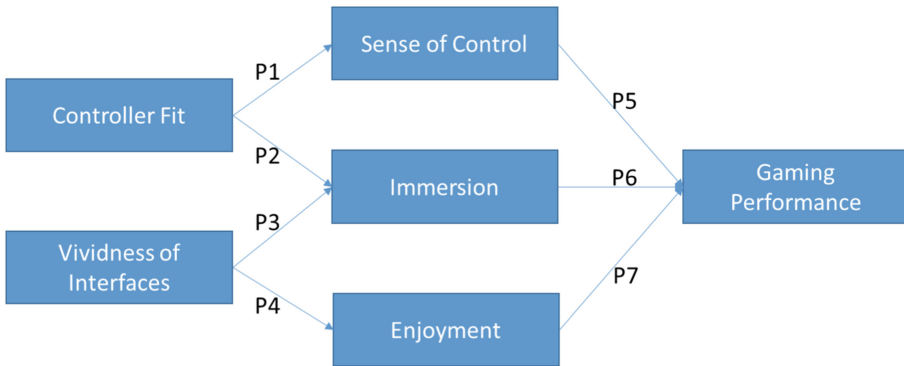 Sense of Control
P1
P5
Controller Fit
P2
Immersion
P6
Gaming
Performance
P3
Vividness of
Interfaces
P7
P4
Enjoyment